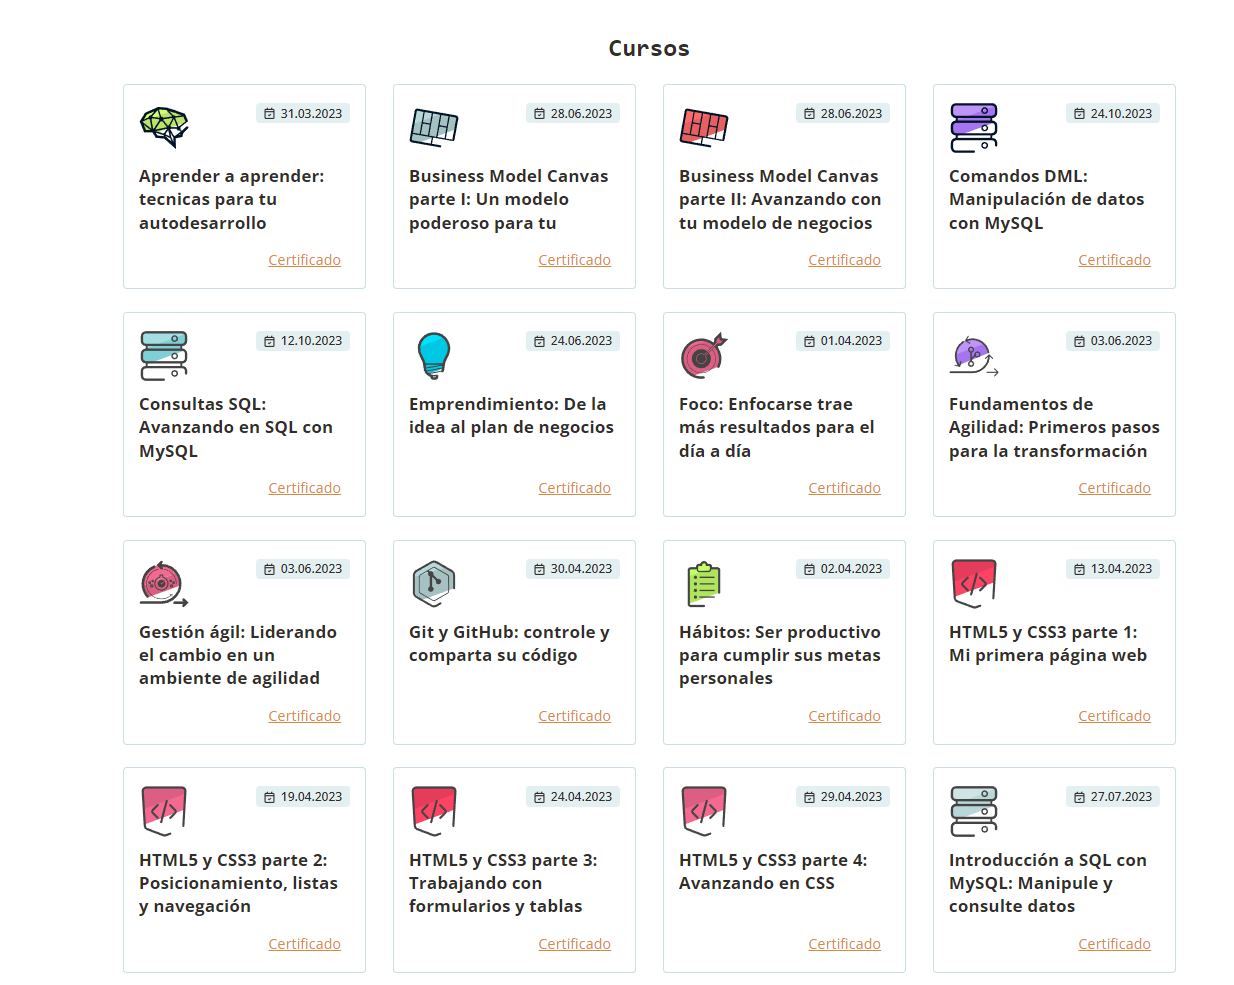 Cursos
31.03.2023
Aprender a aprender:
tecnicas para tu
autodesarrollo
Certificado
28.06.2023
Business Model Canvas
parte I: Un modelo
poderoso para tu
Certificado
28.06.2023
Business Model Canvas
parte II: Avanzando con
tu modelo de negocios
Certificado
24.10.2023
Comandos DML:
Manipulación de datos
con MySQL
Certificado
12.10.2023
Consultas SQL:
Avanzando en SQL con
MySQL
Certificado
24.06.2023
Emprendimiento: De la
idea al plan de negocios
Certificado
01.04.2023
Foco: Enfocarse trae
más resultados para el
día a día
Certificado
03.06.2023
Fundamentos de
Agilidad: Primeros pasos
para la transformación
Certificado
03.06.2023
Gestión ágil: Liderando
el cambio en un
ambiente de agilidad
Certificado
30.04.2023
Git y GitHub: controle y
comparta su código
Certificado
02.04.2023
Hábitos: Ser productivo
para cumplir sus metas
personales
Certificado
13.04.2023
HTML5 y CSS3 parte 1:
Mi primera página web
Certificado
19.04.2023
HTML5 y CSS3 parte 2:
Posicionamiento, listas
y navegación
Certificado
24.04.2023
HTML5 y CSS3 parte 3:
Trabajando con
formularios y tablas
Certificado
29.04.2023
HTML5 y CSS3 parte 4:
Avanzando en CSS
Certificado
27.07.2023
Introducción a SQL con
MySQL: Manipule y
consulte datos
Certificado